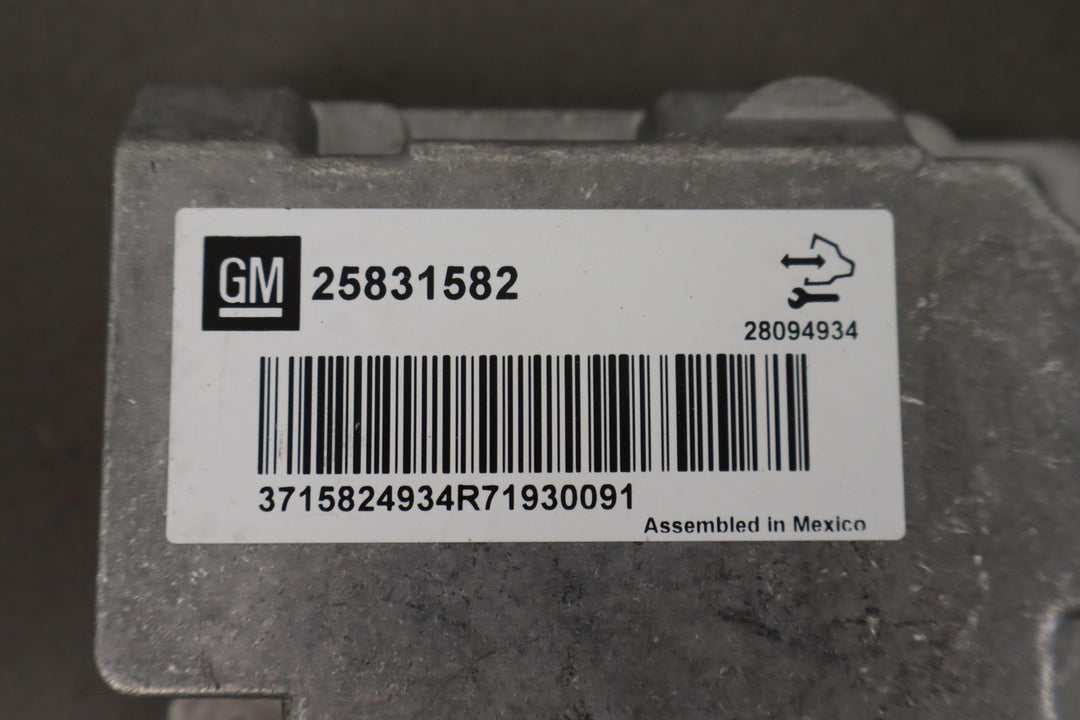 GM 25831582
28094934
3715824934R71930091
Assembled in Mexico